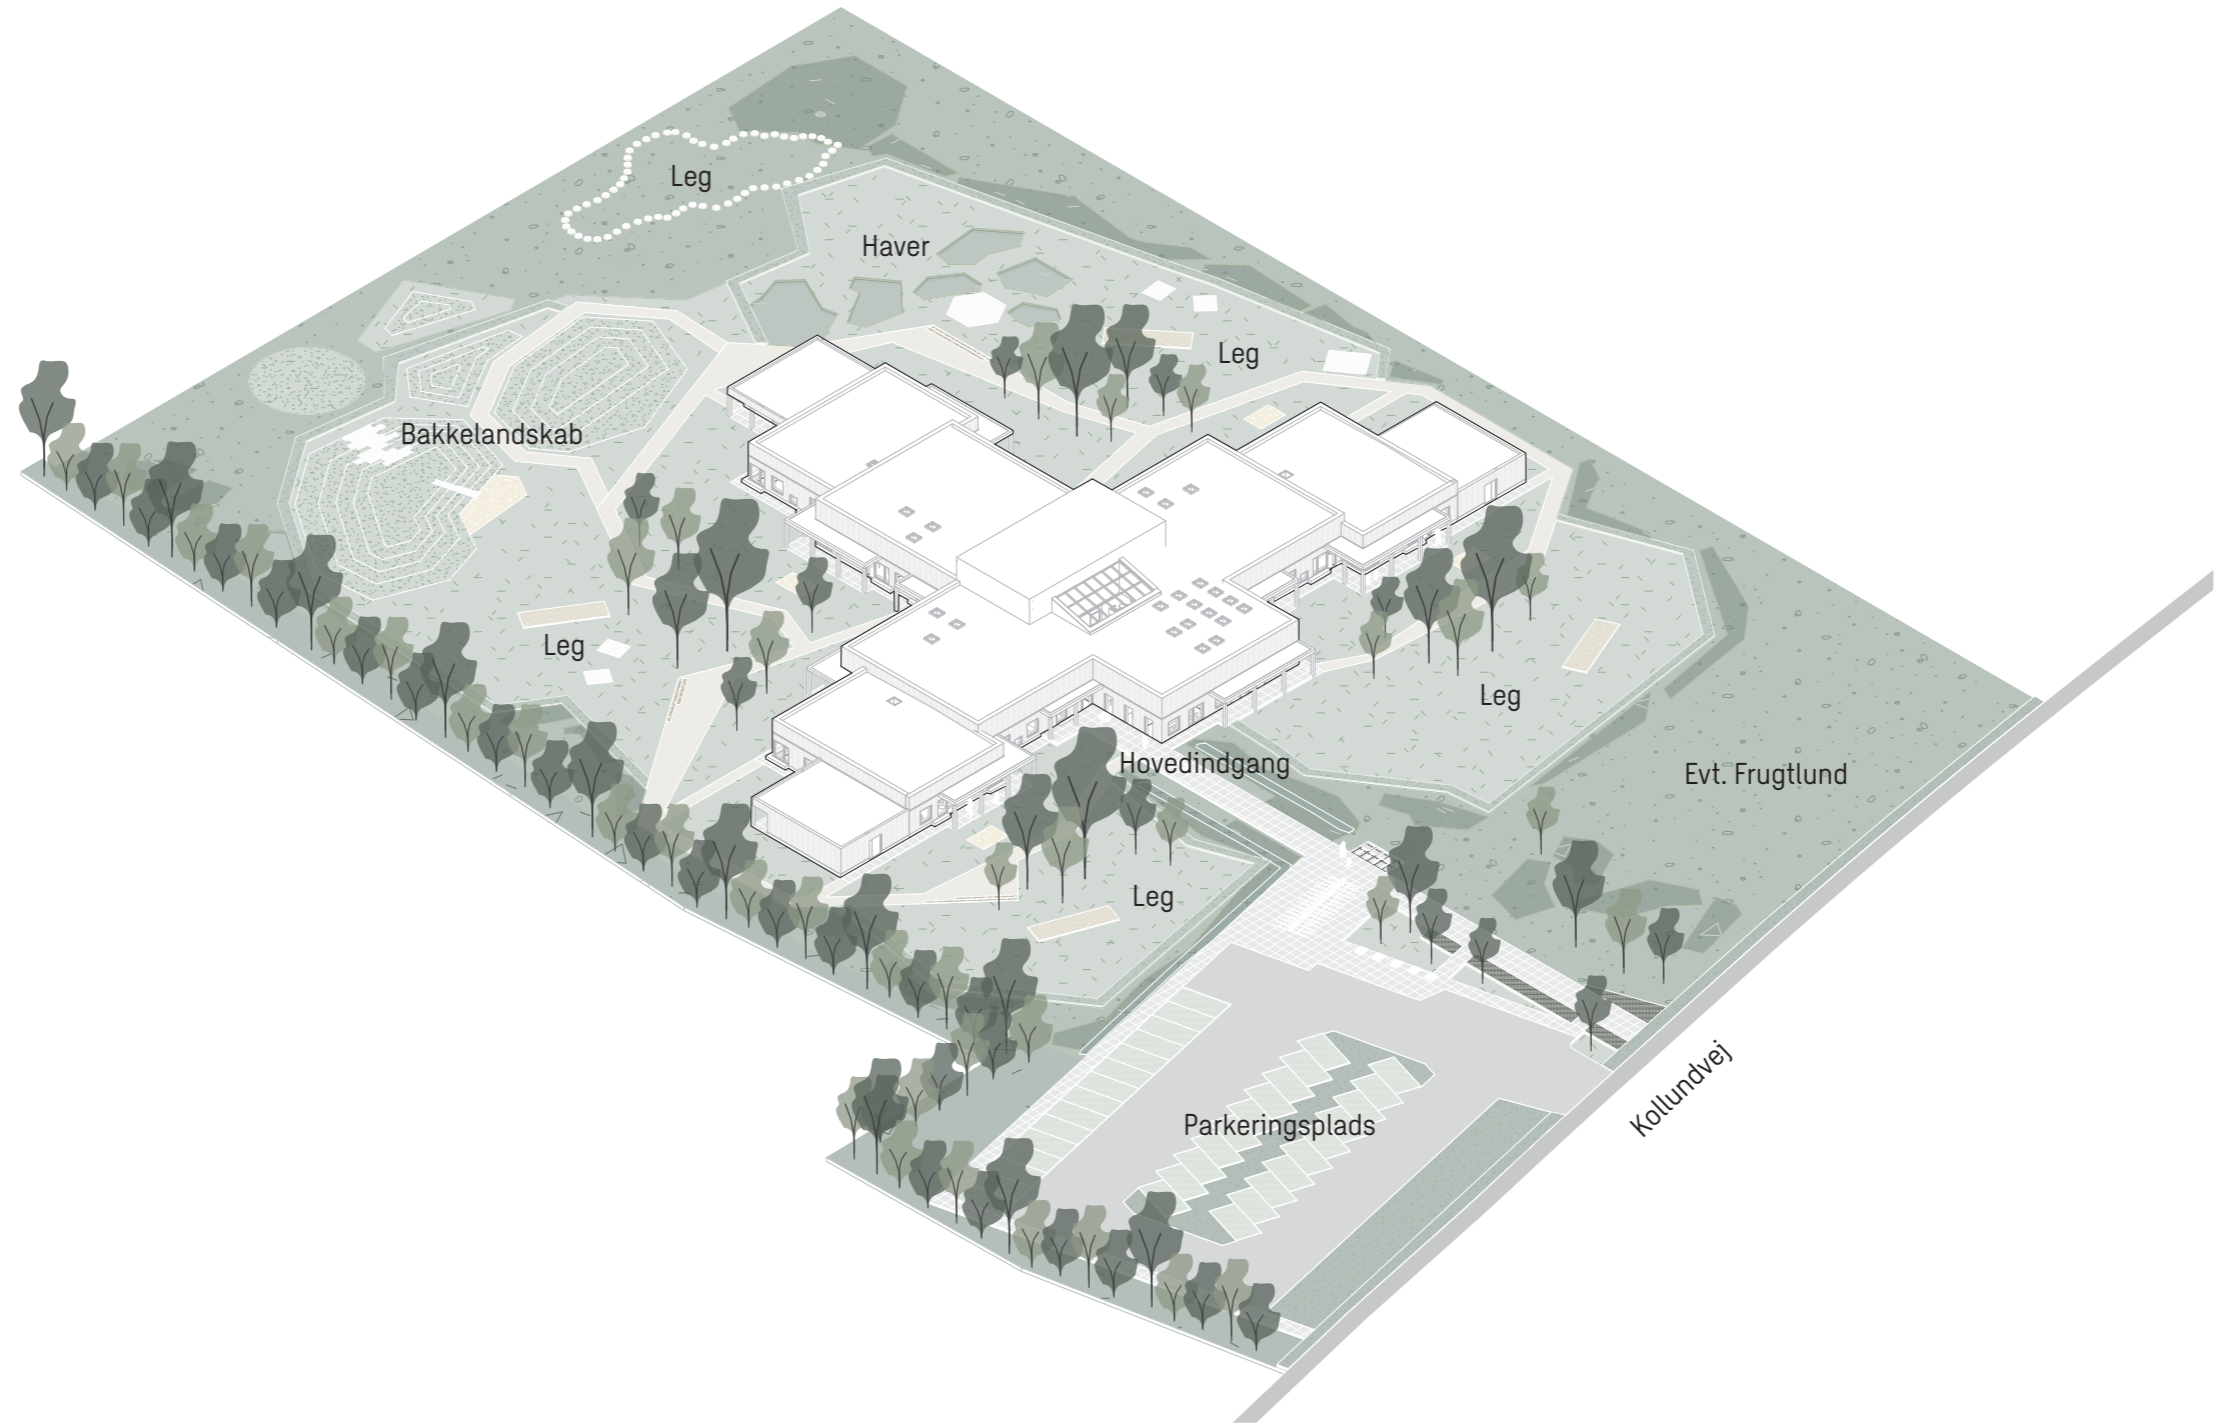 Leg
Haver
Leg
Bakkelandskab
Leg
Leg
Hovedindgang
Evt. Frugtlund
Leg
Kollundvej
Parkeringsplads